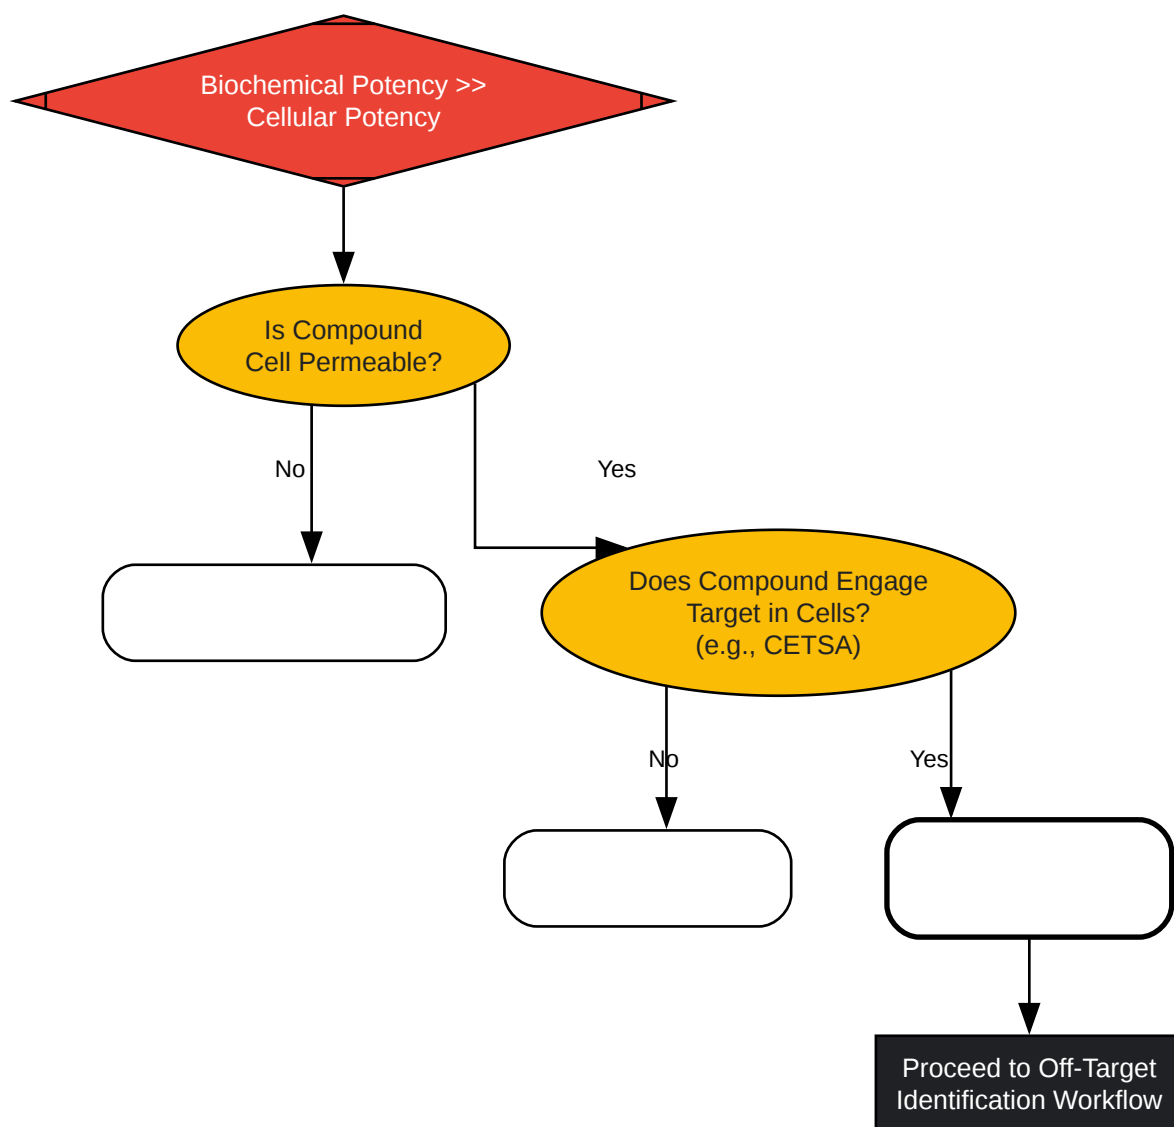 Biochemical Potency >>
Cellular Potency
Is Compound
Cell Permeable?
No
Yes
Does Compound Engage
Target in Cells?
(e.g., CETSA)
No
Yes
Proceed to Off-Target
Identification Workflow